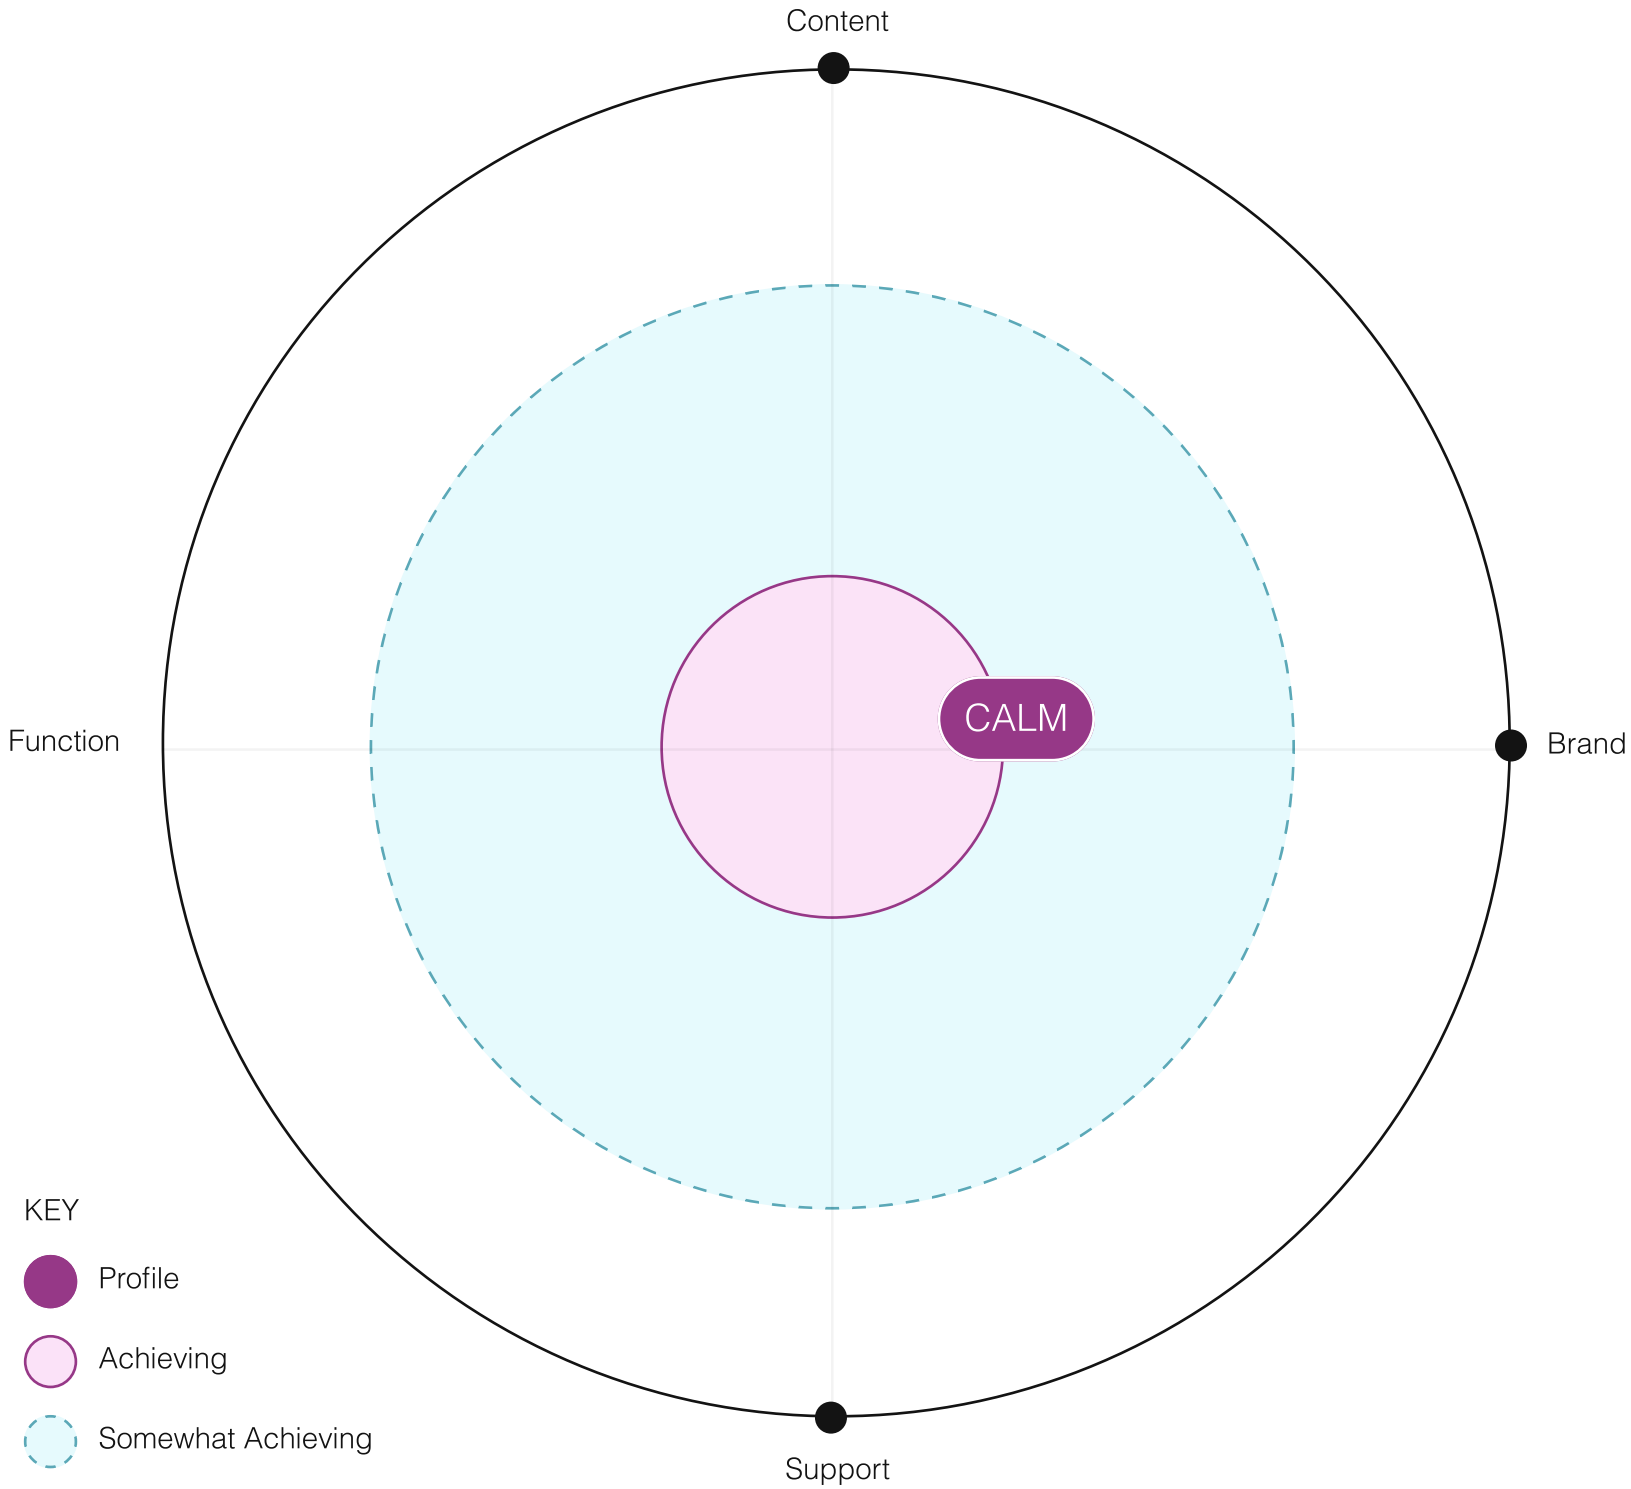 Content
CALM
Function
Brand
KEY
Profile
Achieving
Somewhat Achieving
Support